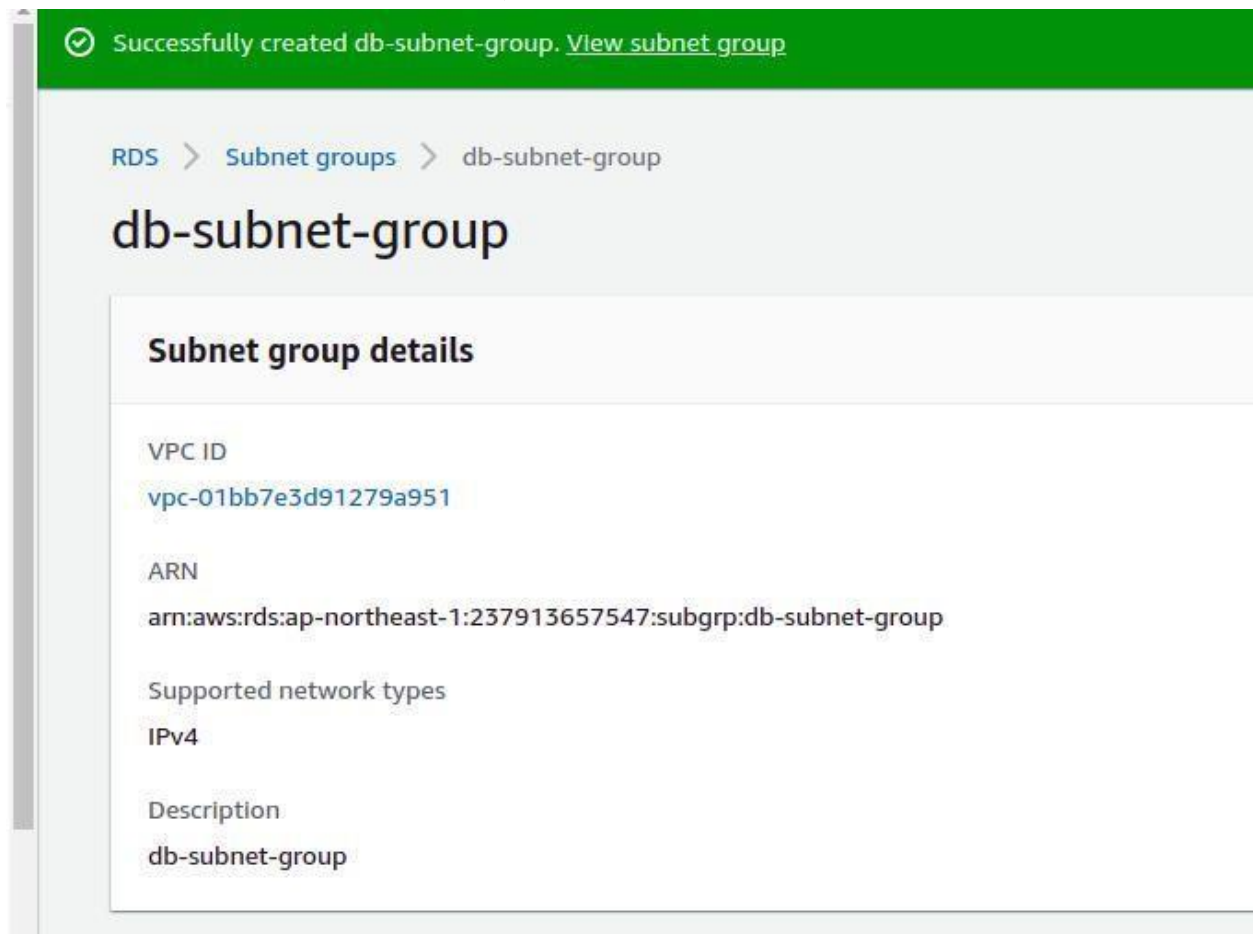 Successfully created db-subnet-group. View subnet group
RDS > Subnet groups > db-subnet-group
db-subnet-group
Subnet group details
VPC ID
vpc-01bb7e3d91279a951
ARN
arn:aws:rds:ap-northeast-1:237913657547:subgrp:db-subnet-group
Supported network types
IPv4
Description
db-subnet-group